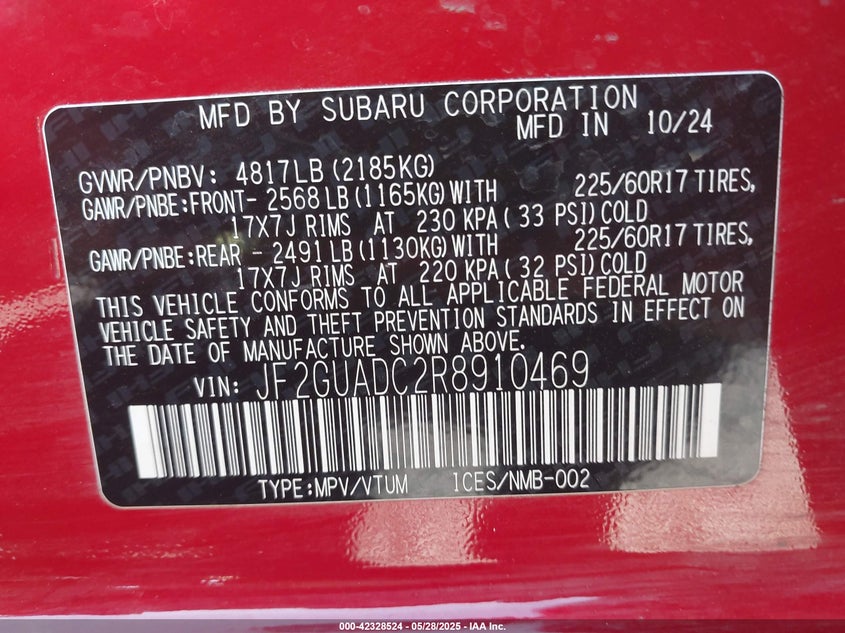 MFD BY SUBARU CORPORATION
MFD IN 10/24
GVWR/PNBV: 4817LB (2185KG)
GAWR/PNBE:FRONT- 2568 LB (1165KG) WITH 225/60R17 TIRES,
17X7J RIMS AT 230 KPA ( 33 PSI) COLD
GAWR/PNBE:REAR - 2491 LB (1130KG) WITH 225/60R17 TIRES,
17X7J RIMS AT 220 KPA ( 32 PSI) COLD
THIS VEHICLE CONFORMS TO ALL APPLICABLE FEDERAL MOTOR
VEHICLE SAFETY AND THEFT PREVENTION STANDARDS IN EFFECT ON
THE DATE OF MANUFACTURE SHOWN ABOVE.
VIN: JF2GUADC2R8910469
TYPE:MPV/VTUM ICES/NMB-002
000-42328524 | 05/28/2025 - IAA Inc.